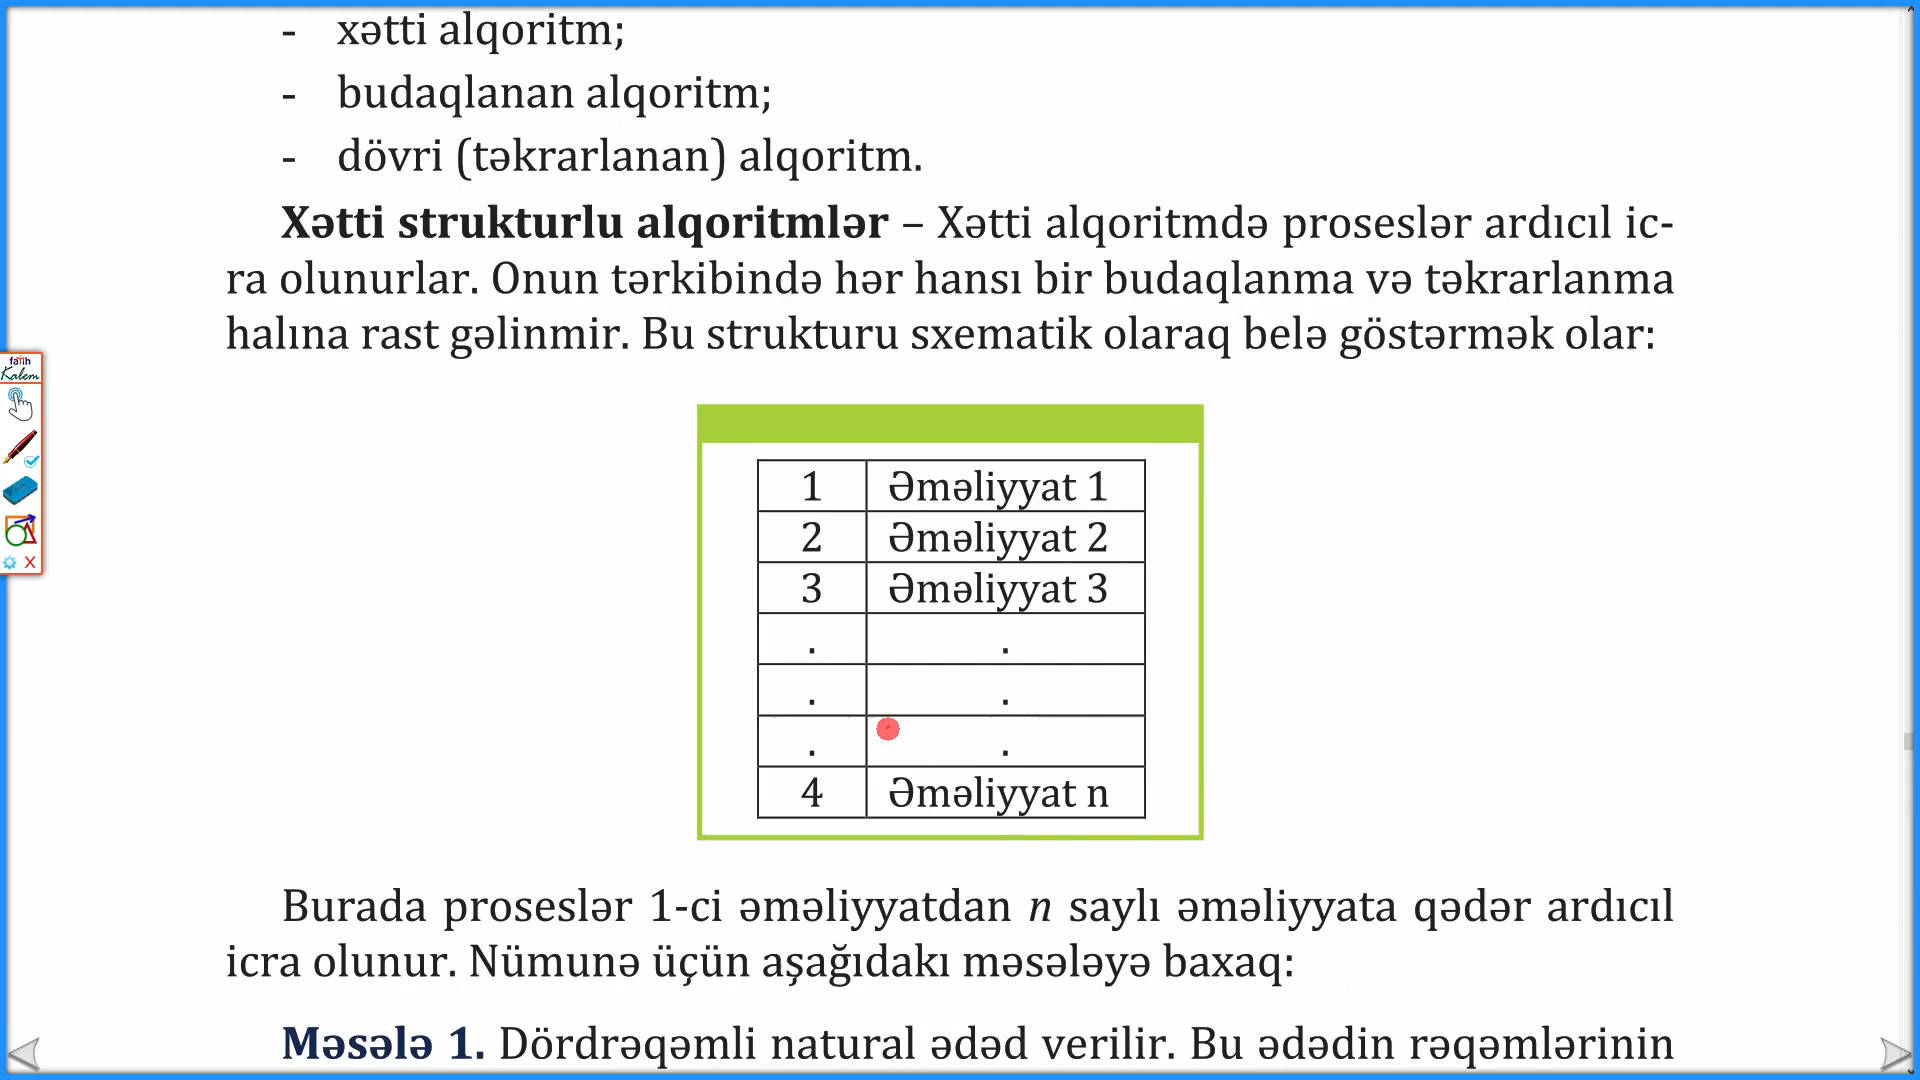 - xətti alqoritm;
- budaqlanan alqoritm;
- dövri (təkrarlanan) alqoritm.
Xətti strukturlu alqoritmlər – Xətti alqoritmdə proseslər ardıcıl ic-
ra olunurlar. Onun tərkibində hər hansı bir budaqlanma və təkrarlanma
halına rast gəlinmir. Bu strukturu sxematik olaraq belə göstərmək olar:
fatih
Kalem
1 Əməliyyat 1
2 Əməliyyat 2
3 Əməliyyat 3
. .
. .
. .
4 Əməliyyat n
Burada proseslər 1-ci əməliyyatdan n saylı əməliyyata qədər ardıcıl
icra olunur. Nümunə üçün aşağıdakı məsələyə baxaq:
Məsələ 1. Dördrəqəmli natural ədəd verilir. Bu ədədin rəqəmlərinin